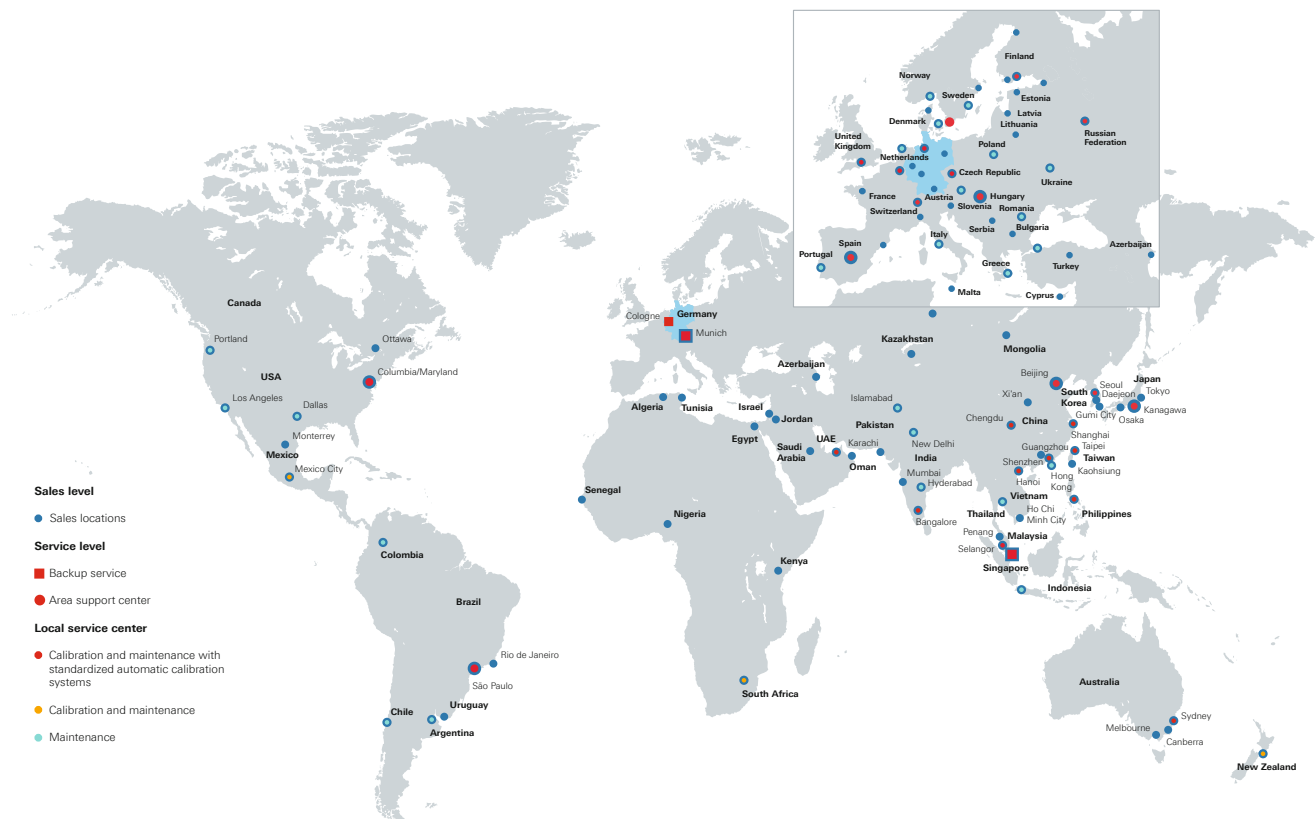 Finland
Norway
Sweden
Estonia
Latvia
Lithuania
Denmark
United
Kingdom
Russian
Federation
Poland
Netherlands
Czech Republic
Ukraine
France
Austria
Hungary
Switzerland
Slovenia
Romania
Serbia
Bulgaria
Italy
Spain
Portugal
Azerbaijan
Greece
Turkey
Malta
Cyprus
Canada
Portland
Ottawa
USA
Columbia/Maryland
Los Angeles
Dallas
Monterrey
Mexico
Mexico City
Colombia
Brazil
Rio de Janeiro
São Paulo
Uruguay
Chile
Argentina
Cologne
Germany
Munich
Algeria
Tunisia
Israel
Jordan
Egypt
Saudi
Arabia
UAE
Oman
Senegal
Nigeria
Kenya
South Africa
Azerbaijan
Kazakhstan
Mongolia
Islamabad
Pakistan
Karachi
New Delhi
India
Mumbai
Hyderabad
Bangalore
Beijing
Xi'an
Chengdu
China
South
Korea
Seoul
Daejeon
Gumi City
Japan
Tokyo
Kanagawa
Osaka
Shanghai
Taipei
Taiwan
Kaohsiung
Guangzhou
Shenzhen
Hong
Kong
Hanoi
Vietnam
Thailand
Ho Chi
Minh City
Philippines
Penang
Malaysia
Selangor
Singapore
Indonesia
Australia
Sydney
Melbourne
Canberra
New Zealand
Sales level
Sales locations
Service level
Backup service
Area support center
Local service center
Calibration and maintenance with
standardized automatic calibration
systems
Calibration and maintenance
Maintenance